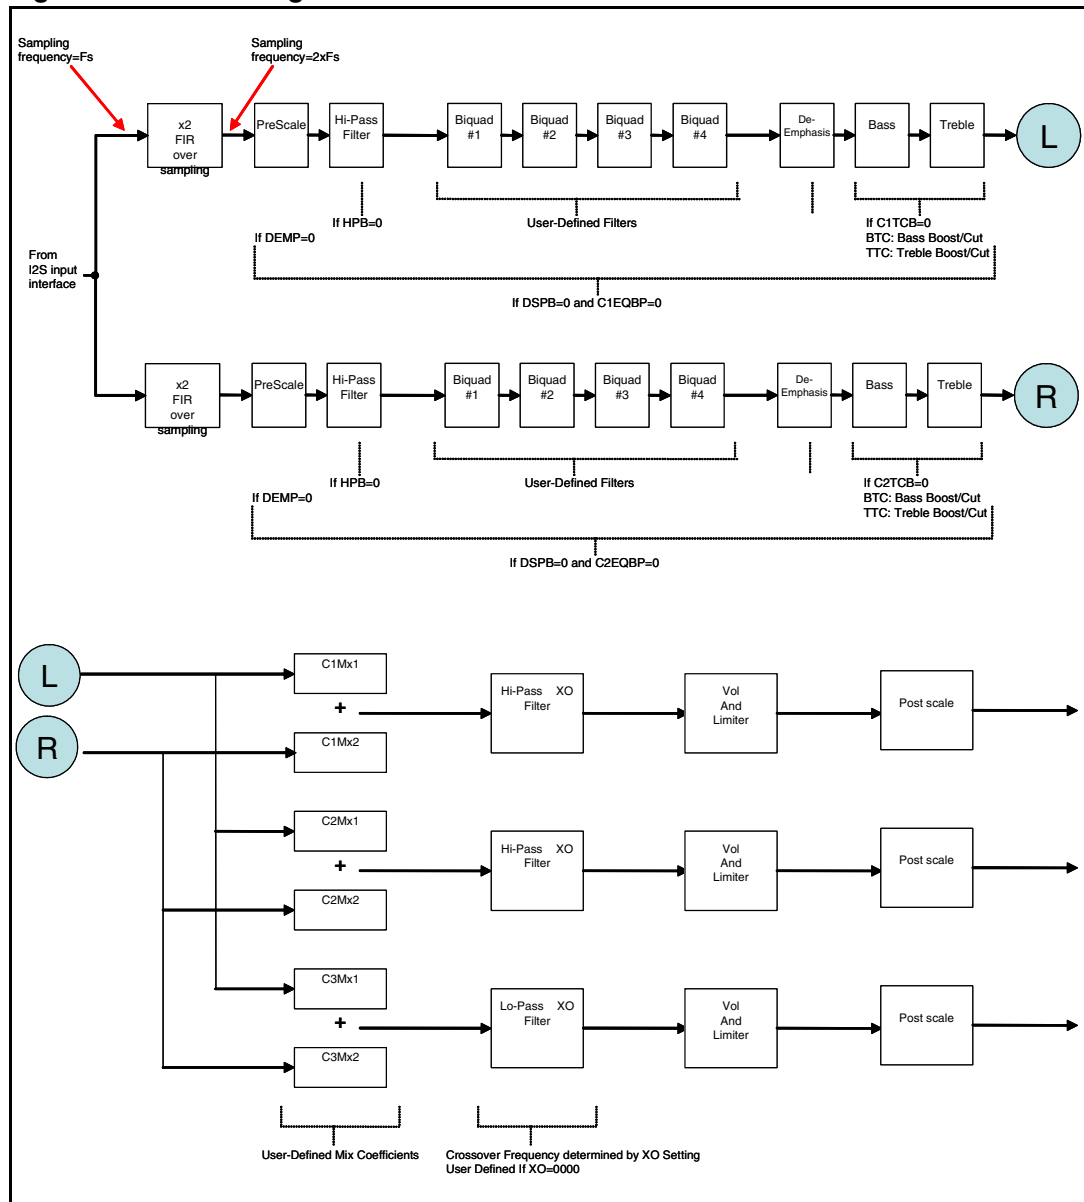 Sampling
frequency=Fs
Sampling
frequency=2xFs
x2
FIR
over
sampling
PreScale
Hi-Pass
Filter
Biquad
#1
Biquad
#2
Biquad
#3
Biquad
#4
De-
Emphasis
Bass
Treble
L
If HPB=0
User-Defined Filters
If C1TCB=0
BTC: Bass Boost/Cut
TTC: Treble Boost/Cut
If DEMP=0
From
I2S input
interface
If DSPB=0 and C1EQBP=0
x2
FIR
over
sampling
PreScale
Hi-Pass
Filter
Biquad
#1
Biquad
#2
Biquad
#3
Biquad
#4
De-
Emphasis
Bass
Treble
R
If HPB=0
User-Defined Filters
If C2TCB=0
BTC: Bass Boost/Cut
TTC: Treble Boost/Cut
If DEMP=0
If DSPB=0 and C2EQBP=0
L
R
C1Mx1
+
C1Mx2
Hi-Pass XO
Filter
Vol
And
Limiter
Post scale
C2Mx1
+
C2Mx2
Hi-Pass XO
Filter
Vol
And
Limiter
Post scale
C3Mx1
+
C3Mx2
Lo-Pass XO
Filter
Vol
And
Limiter
Post scale
User-Defined Mix Coefficients
Crossover Frequency determined by XO Setting
User Defined If XO=0000